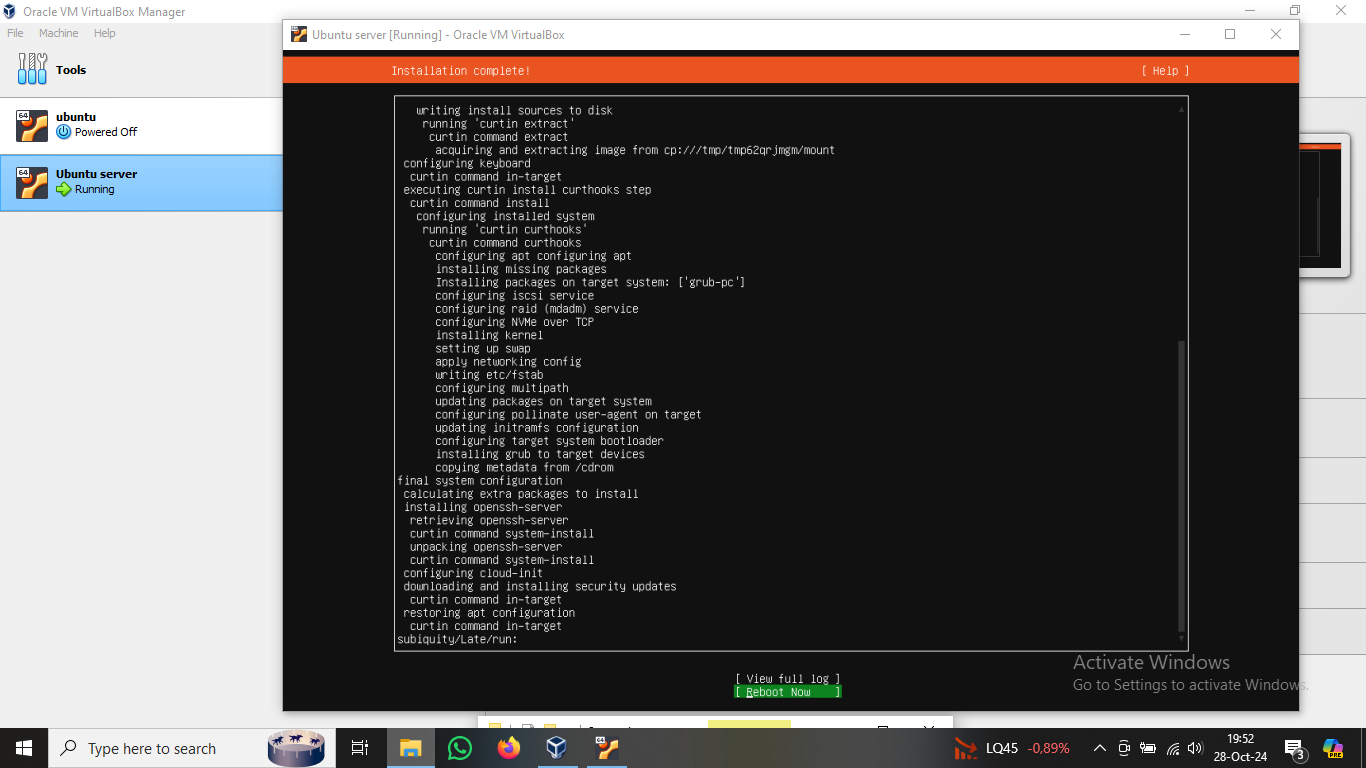 Oracle VM VirtualBox Manager
File Machine Help
Tools
64
ubuntu
Powered Off
64
Ubuntu server
Running
64
Ubuntu server [Running] - Oracle VM VirtualBox
Installation complete!
[ Help ]
writing install sources to disk
running 'curtin extract'
curtin command extract
acquiring and extracting image from cp:///tmp/tmp62qrjmgm/mount
configuring keyboard
curtin command in-target
executing curtin install curthooks step
curtin command install
configuring installed system
running 'curtin curthooks'
curtin command curthooks
configuring apt configuring apt
installing missing packages
Installing packages on target system: ['grub-pc']
configuring iscsi service
configuring raid (mdadm) service
configuring NVMe over TCP
installing kernel
setting up swap
apply networking config
writing etc/fstab
configuring multipath
updating packages on target system
configuring pollinate user-agent on target
updating initramfs configuration
configuring target system bootloader
installing grub to target devices
copying metadata from /cdrom
final system configuration
calculating extra packages to install
installing openssh-server
retrieving openssh-server
curtin command system-install
unpacking openssh-server
curtin command system-install
configuring cloud-init
downloading and installing security updates
curtin command in-target
restoring apt configuration
curtin command in-target
subiquity/Late/run:
[ View full log ]
[ Reboot Now ]
Activate Windows
Go to Settings to activate Windows.
Type here to search
64
LQ45 -0,89%
19:52
28-Oct-24
3
PRE